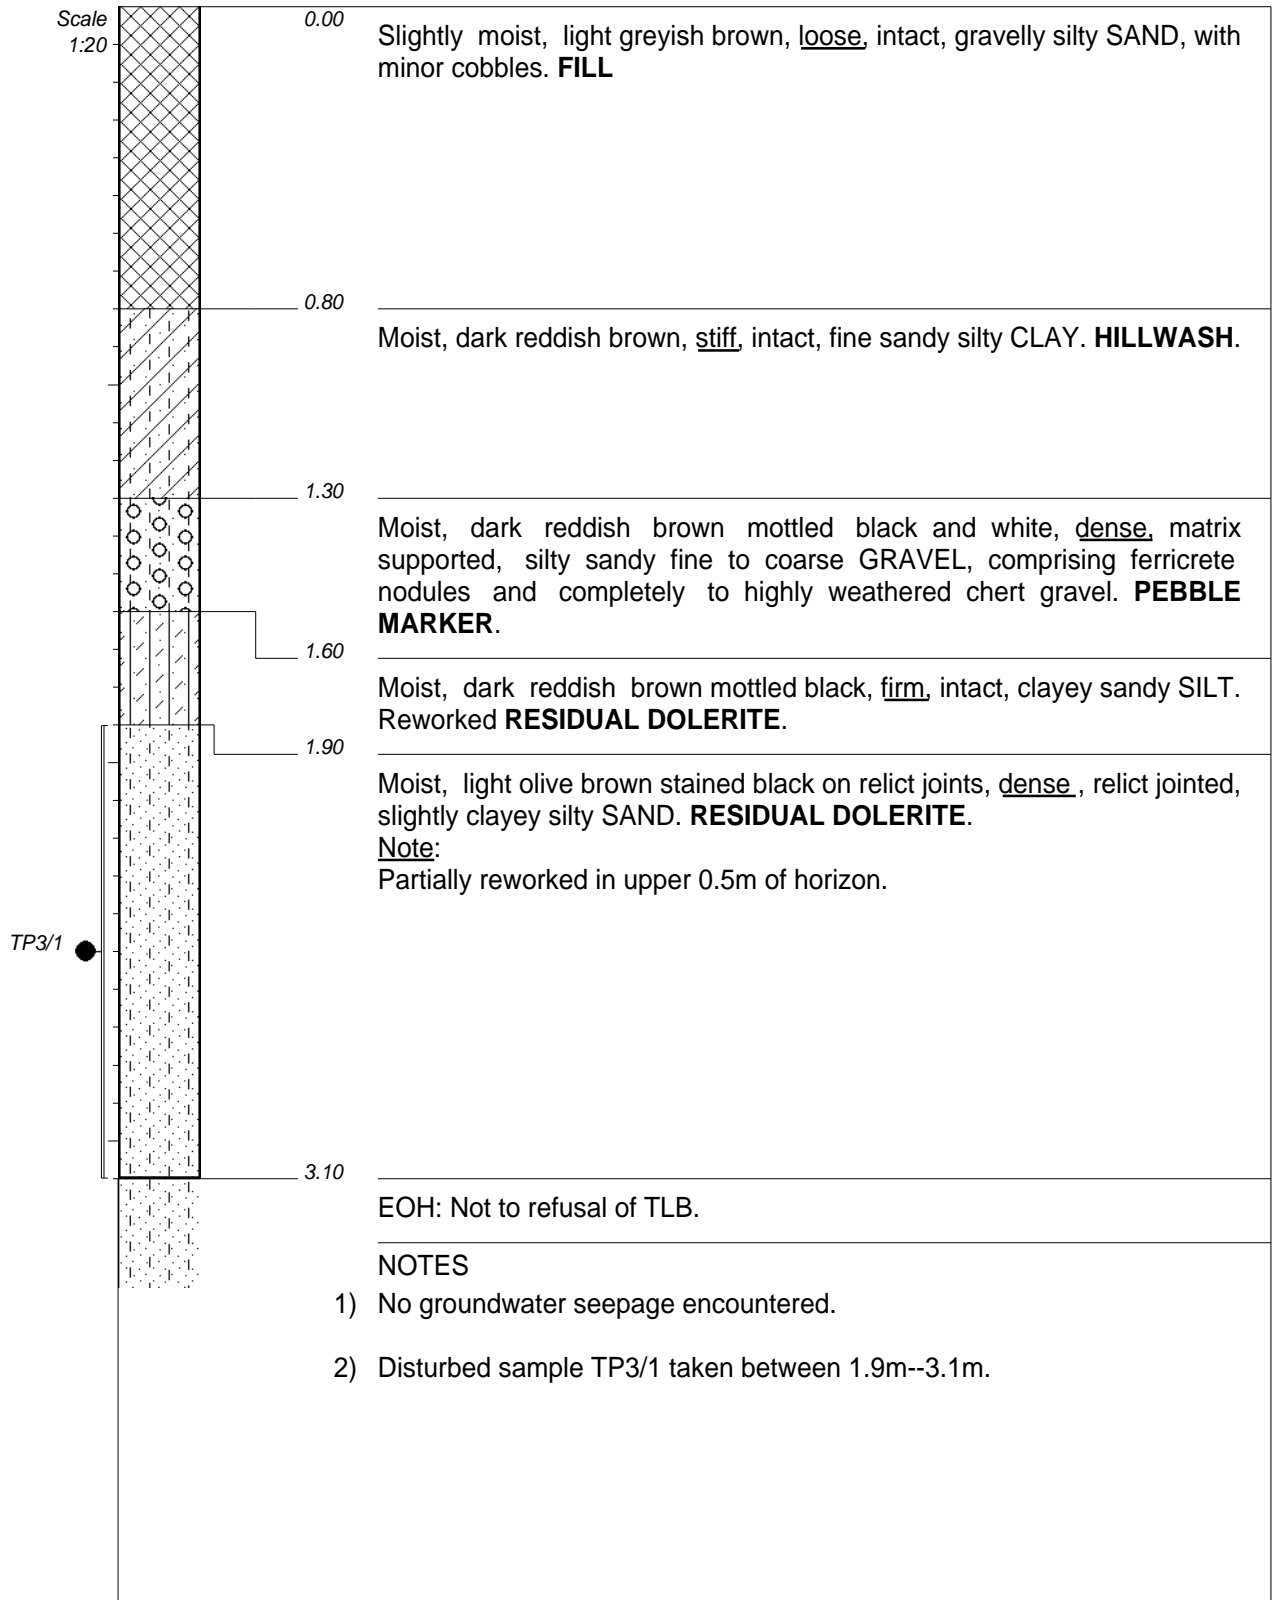 Scale
1:20
0.00
Slightly moist, light greyish brown, loose, intact, gravelly silty SAND, with
minor cobbles. FILL
0.80
Moist, dark reddish brown, stiff, intact, fine sandy silty CLAY. HILLWASH.
1.30
Moist, dark reddish brown mottled black and white, dense, matrix
supported, silty sandy fine to coarse GRAVEL, comprising ferricrete
nodules and completely to highly weathered chert gravel. PEBBLE
MARKER.
1.60
Moist, dark reddish brown mottled black, firm, intact, clayey sandy SILT.
Reworked RESIDUAL DOLERITE.
1.90
Moist, light olive brown stained black on relict joints, dense , relict jointed,
slightly clayey silty SAND. RESIDUAL DOLERITE.
Note:
Partially reworked in upper 0.5m of horizon.
TP3/1
3.10
EOH: Not to refusal of TLB.
NOTES
1) No groundwater seepage encountered.
2) Disturbed sample TP3/1 taken between 1.9m--3.1m.